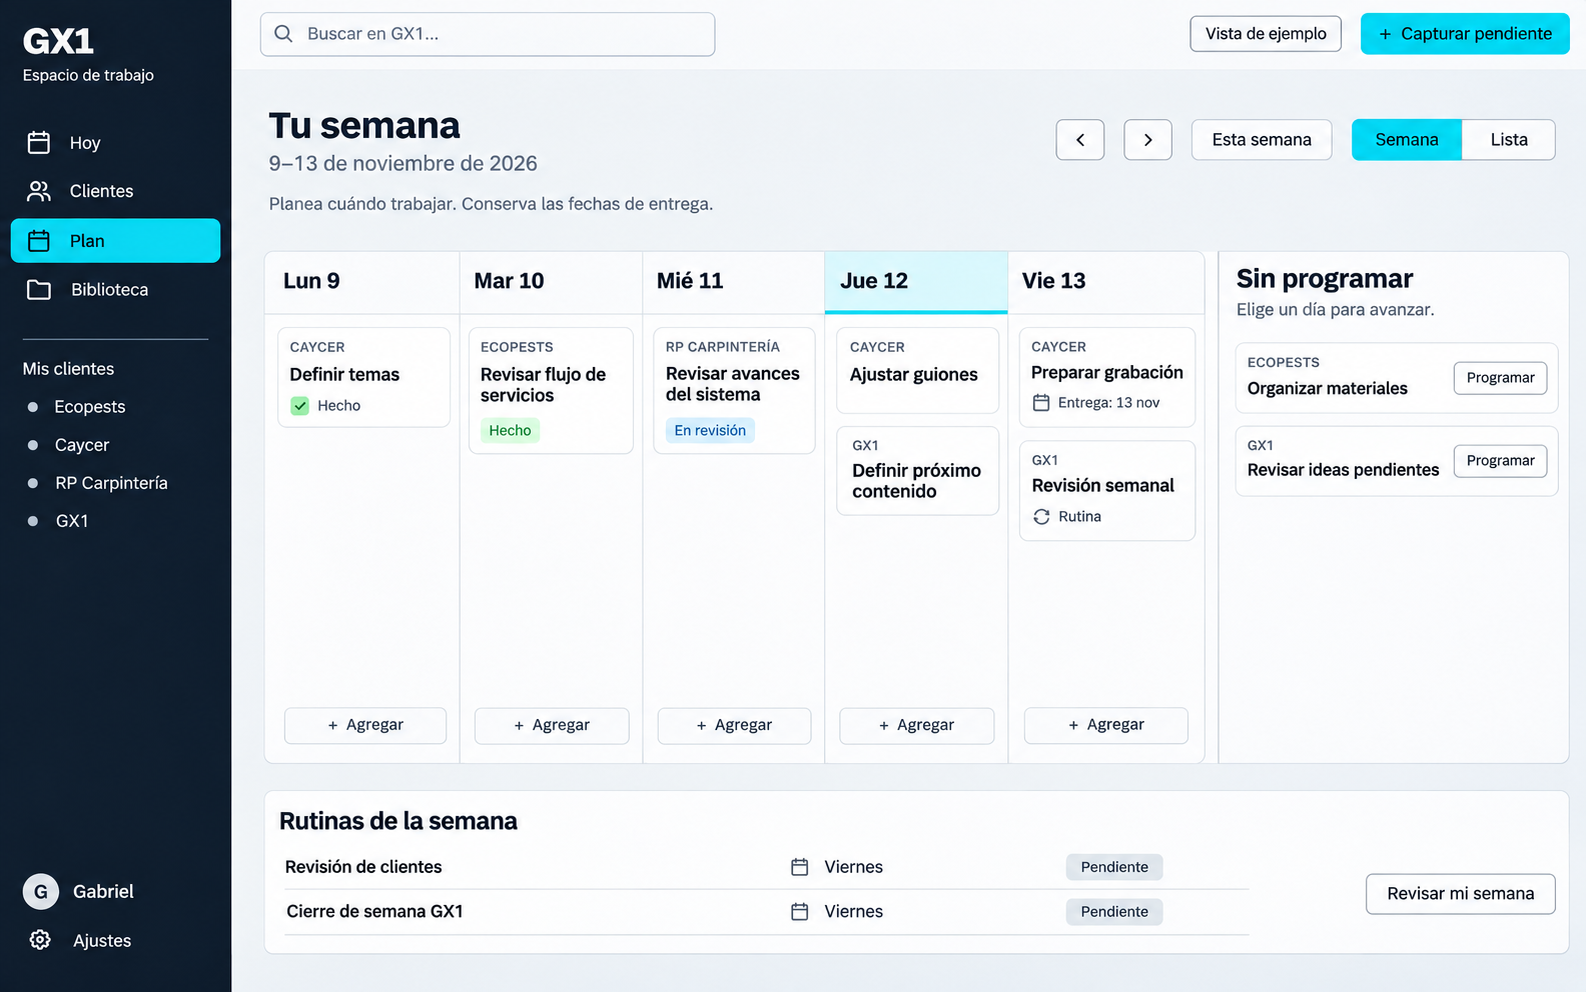 GX1
Espacio de trabajo
Hoy
Clientes
Plan
Biblioteca
Mis clientes
Ecopests
Caycer
RP Carpintería
GX1
G Gabriel
Ajustes
Buscar en GX1...
Vista de ejemplo
+ Capturar pendiente
Tu semana
9–13 de noviembre de 2026
Planea cuándo trabajar. Conserva las fechas de entrega.
Esta semana
Semana
Lista
Lun 9
CAYCER
Definir temas
Hecho
+ Agregar
Mar 10
ECOPESTS
Revisar flujo de
servicios
Hecho
+ Agregar
Mié 11
RP CARPINTERÍA
Revisar avances
del sistema
En revisión
+ Agregar
Jue 12
CAYCER
Ajustar guiones
GX1
Definir próximo
contenido
+ Agregar
Vie 13
CAYCER
Preparar grabación
Entrega: 13 nov
GX1
Revisión semanal
Rutina
+ Agregar
Sin programar
Elige un día para avanzar.
ECOPESTS
Organizar materiales
Programar
GX1
Revisar ideas pendientes
Programar
Rutinas de la semana
Revisión de clientes
Viernes
Pendiente
Cierre de semana GX1
Viernes
Pendiente
Revisar mi semana